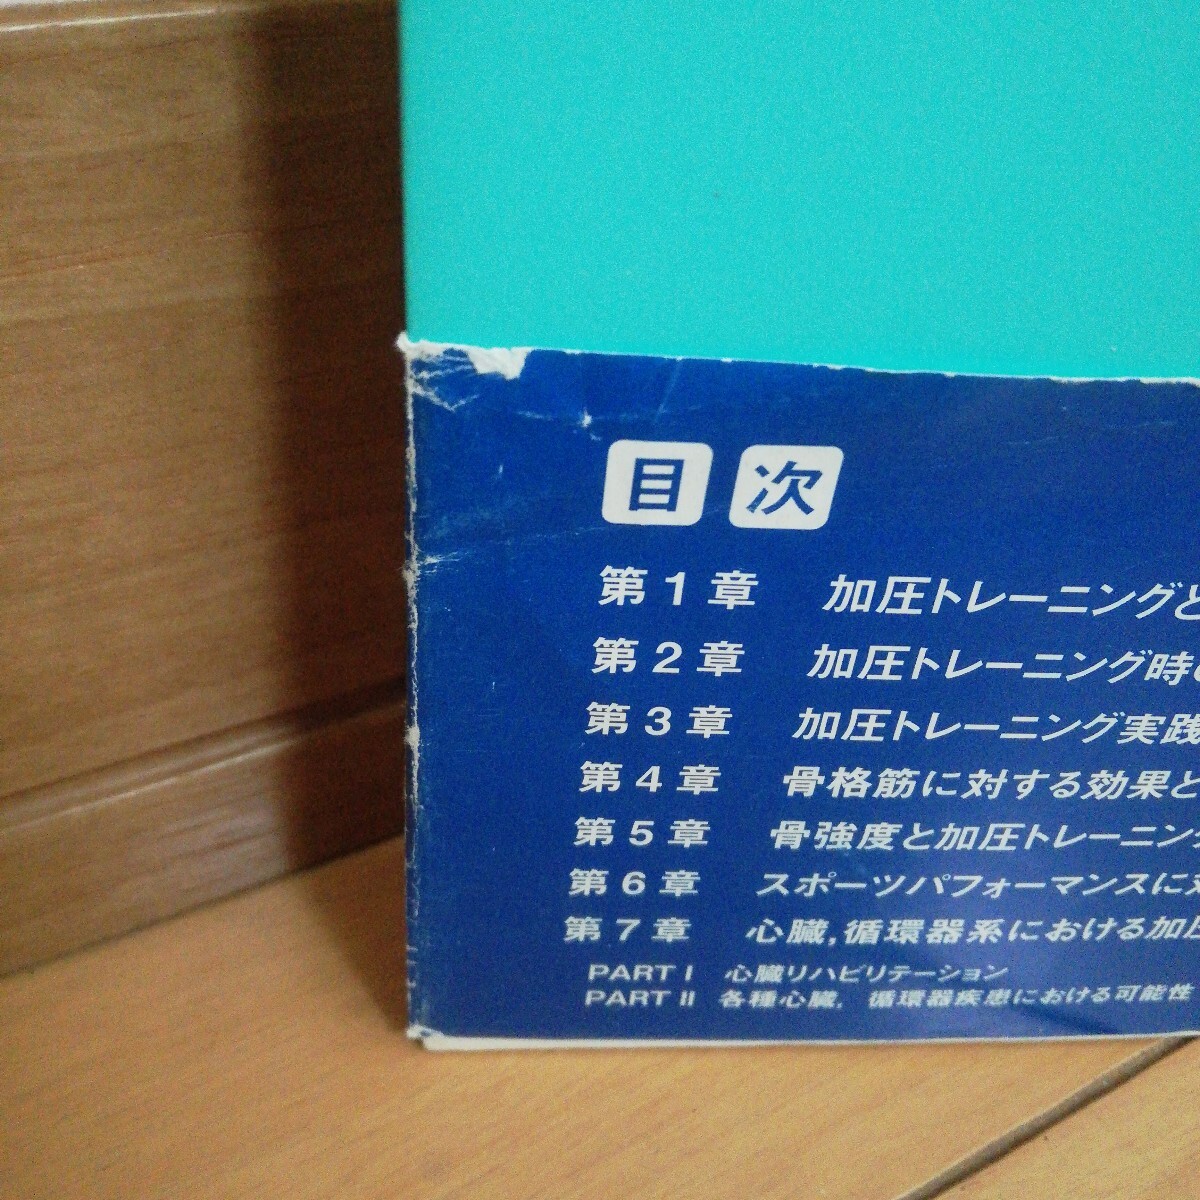 目次
第1章 加圧トレーニングと
第2章 加圧トレーニング時
第3章 加圧トレーニング実践
第4章 骨格筋に対する効果と
第5章 骨強度と加圧トレーニン
第6章 スポーツパフォーマンスに
第7章 心臓,循環器系における加圧
PART I 心臓リハビリテーション
PART II 各種心臓, 循環器疾患における可能性